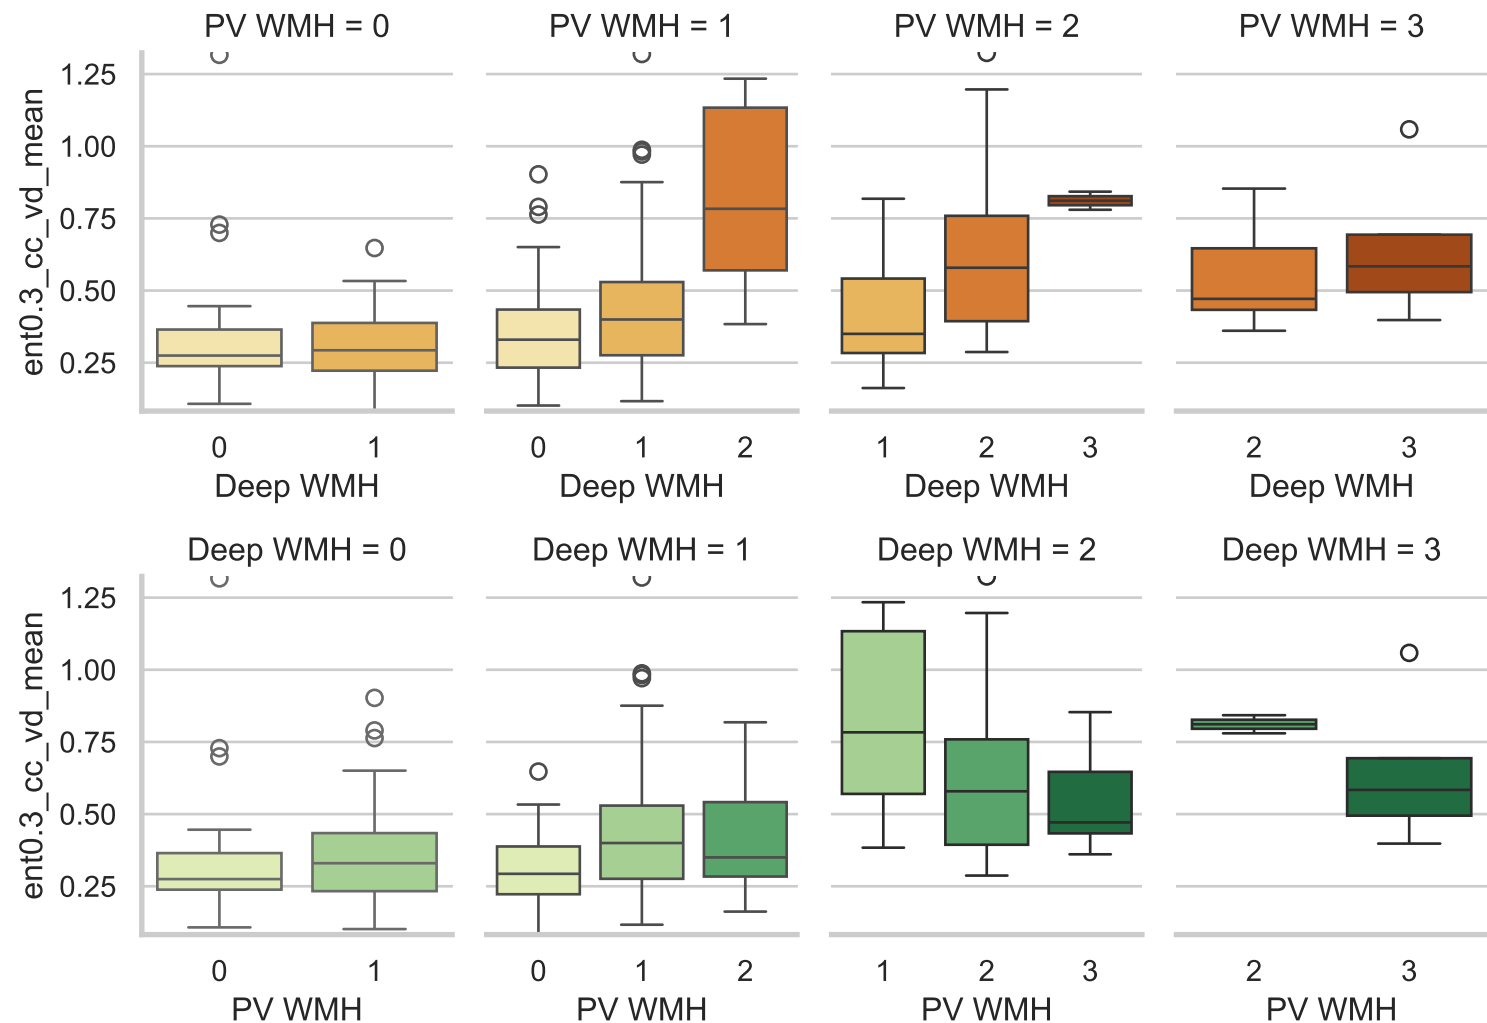 PV WMH = 0 PV WMH = 1 PV WMH = 2 PV WMH = 3
ent0.3_cc_vd_mean
1.25
1.00
0.75
0.50
0.25
0 1 0 1 2 1 2 3 2 3
Deep WMH Deep WMH Deep WMH Deep WMH
Deep WMH = 0 Deep WMH = 1 Deep WMH = 2 Deep WMH = 3
ent0.3_cc_vd_mean
1.25
1.00
0.75
0.50
0.25
0 1 0 1 2 1 2 3 2 3
PV WMH PV WMH PV WMH PV WMH